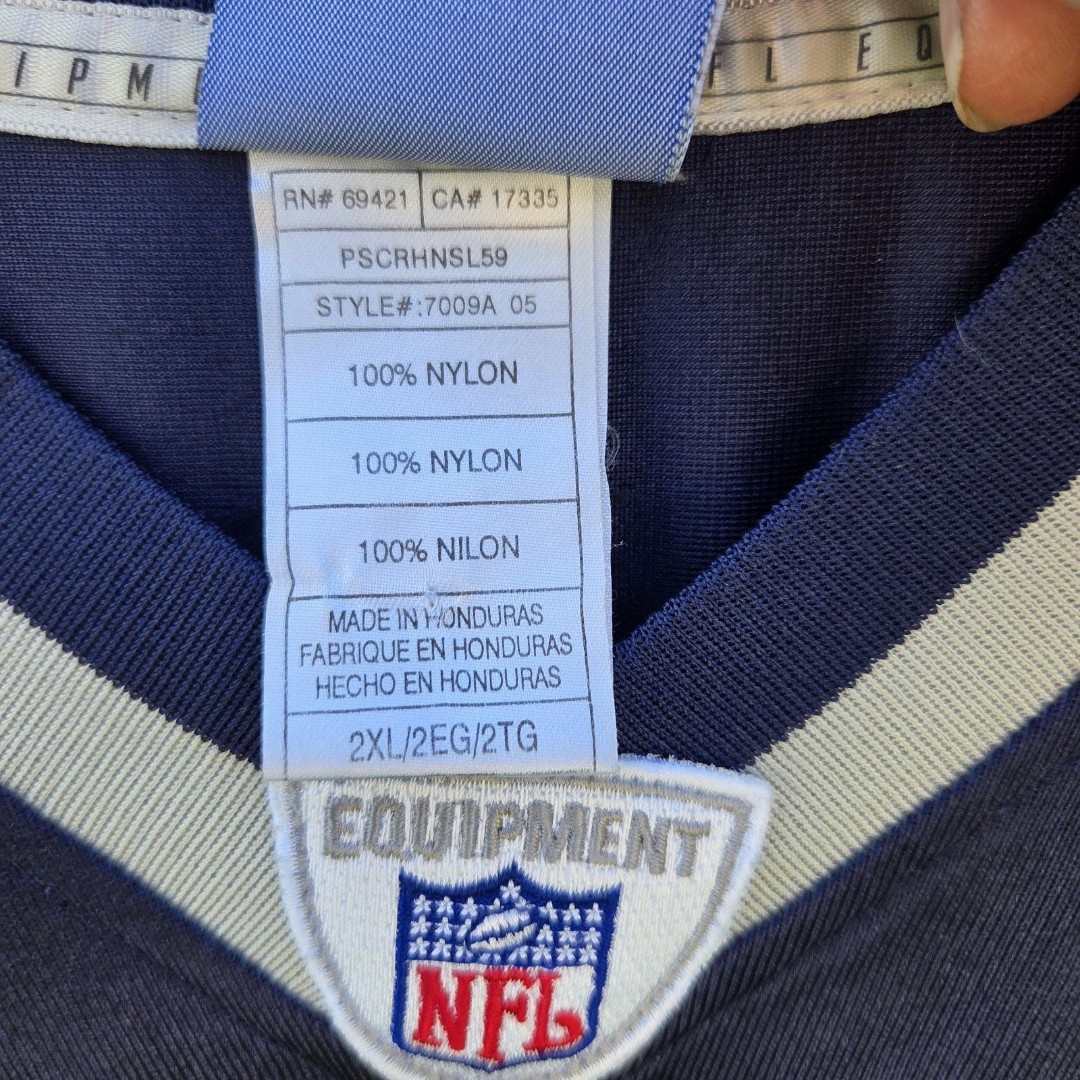 IPM
FL EQ
RN# 69421 CA# 17335
PSCRHNSL59
STYLE#:7009A 05
100% NYLON
100% NYLON
100% NILON
MADE IN HONDURAS
FABRIQUE EN HONDURAS
HECHO EN HONDURAS
2XL/2EG/2TG
EQUIPMENT
NFL